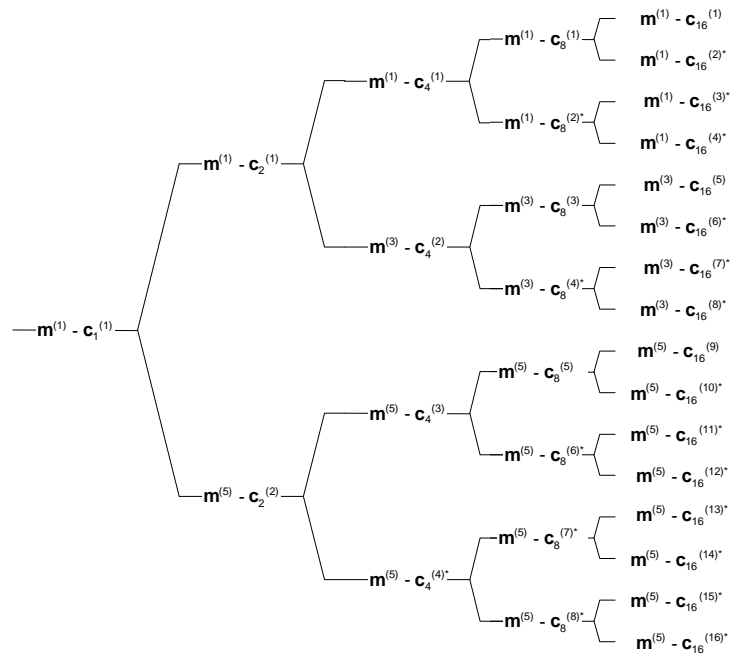 m(1) - c1(1)
m(1) - c2(1)
m(5) - c2(2)
m(1) - c4(1)
m(3) - c4(2)
m(5) - c4(3)
m(5) - c4(4)*
m(1) - c8(1)
m(1) - c8(2)*
m(3) - c8(3)
m(3) - c8(4)*
m(5) - c8(5)
m(5) - c8(6)*
m(5) - c8(7)*
m(5) - c8(8)*
m(1) - c16(1)
m(1) - c16(2)*
m(1) - c16(3)*
m(1) - c16(4)*
m(3) - c16(5)
m(3) - c16(6)*
m(3) - c16(7)*
m(3) - c16(8)*
m(5) - c16(9)
m(5) - c16(10)*
m(5) - c16(11)*
m(5) - c16(12)*
m(5) - c16(13)*
m(5) - c16(14)*
m(5) - c16(15)*
m(5) - c16(16)*